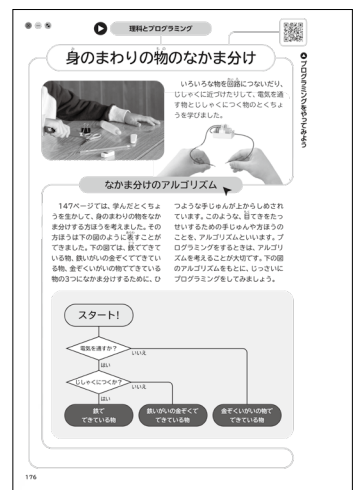 理科とプログラミング
身のまわりの物のなかま分け
いろいろな物を回路につないだり、
じしゃくに近づけたりして、電気を通
す物とじしゃくにつく物のとくちょ
うを学びました。
プログラミングをやってみよう
なかま分けのアルゴリズム
147ページでは、学んだとくちょ
うを生かして、身のまわりの物をなか
ま分けする方ほうを考えました。その
方ほうは下の図のように表すことが
できました。下の図では、鉄でできて
いる物、鉄いがいの金ぞくでできてい
る物、金ぞくいがいの物でできている
物の3つになかま分けするために、ひ
つような手じゅんが上からしめされ
ています。このような、目てきをたっ
せいするための手じゅんや方ほうの
ことを、アルゴリズムといいます。プ
ログラミングをするときは、アルゴリ
ズムを考えることが大切です。下の図
のアルゴリズムをもとに、じっさいに
プログラミングをしてみましょう。
スタート!
電気を通すか?
いいえ
はい
じしゃくにつくか?
いいえ
はい
鉄で
できている物
鉄いがいの金ぞくで
できている物
金ぞくいがいの物で
できている物
176